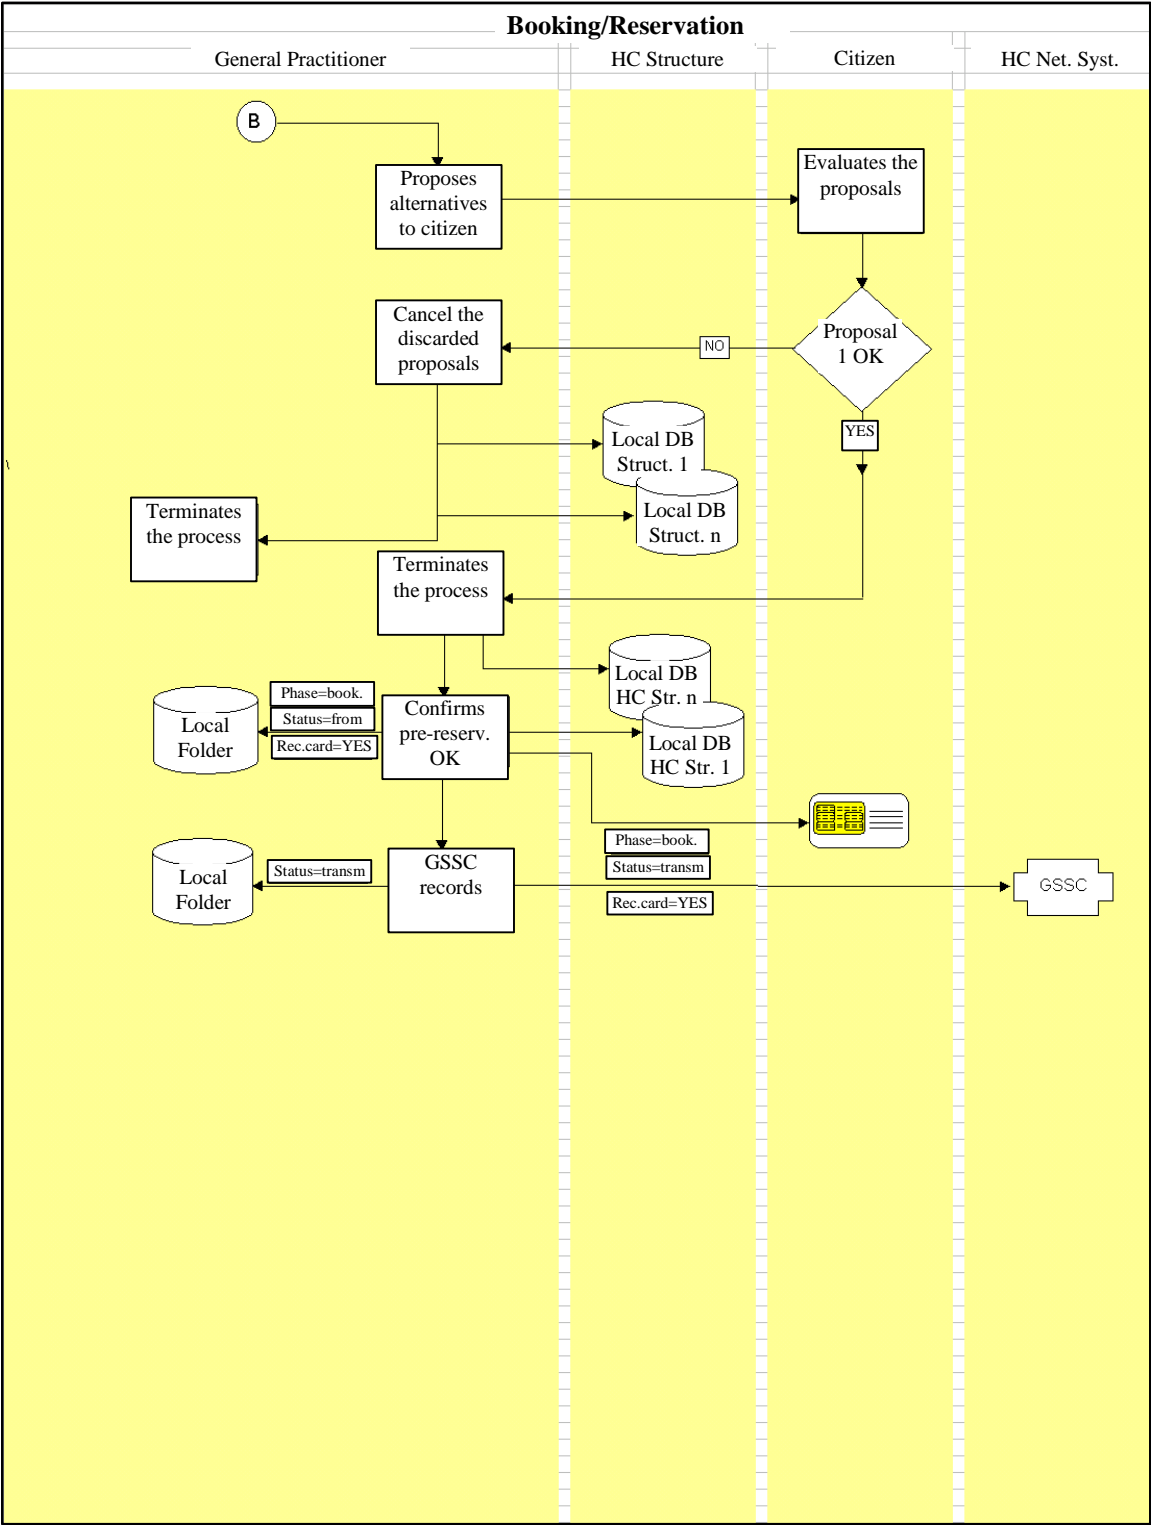 Booking/Reservation
General Practitioner
HC Structure
Citizen
HC Net. Syst.
B
Proposes
alternatives
to citizen
Evaluates the
proposals
Cancel the
discarded
proposals
NO
Proposal
1 OK
YES
Local DB
Struct. 1
Local DB
Struct. n
Terminates
the process
Terminates
the process
Local DB
HC Str. n
Local DB
HC Str. 1
Phase=book.
Status=from
Rec.card=YES
Local
Folder
Confirms
pre-reserv.
OK
Phase=book.
Status=transm
Rec.card=YES
Local
Folder
Status=transm
GSSC
records
GSSC